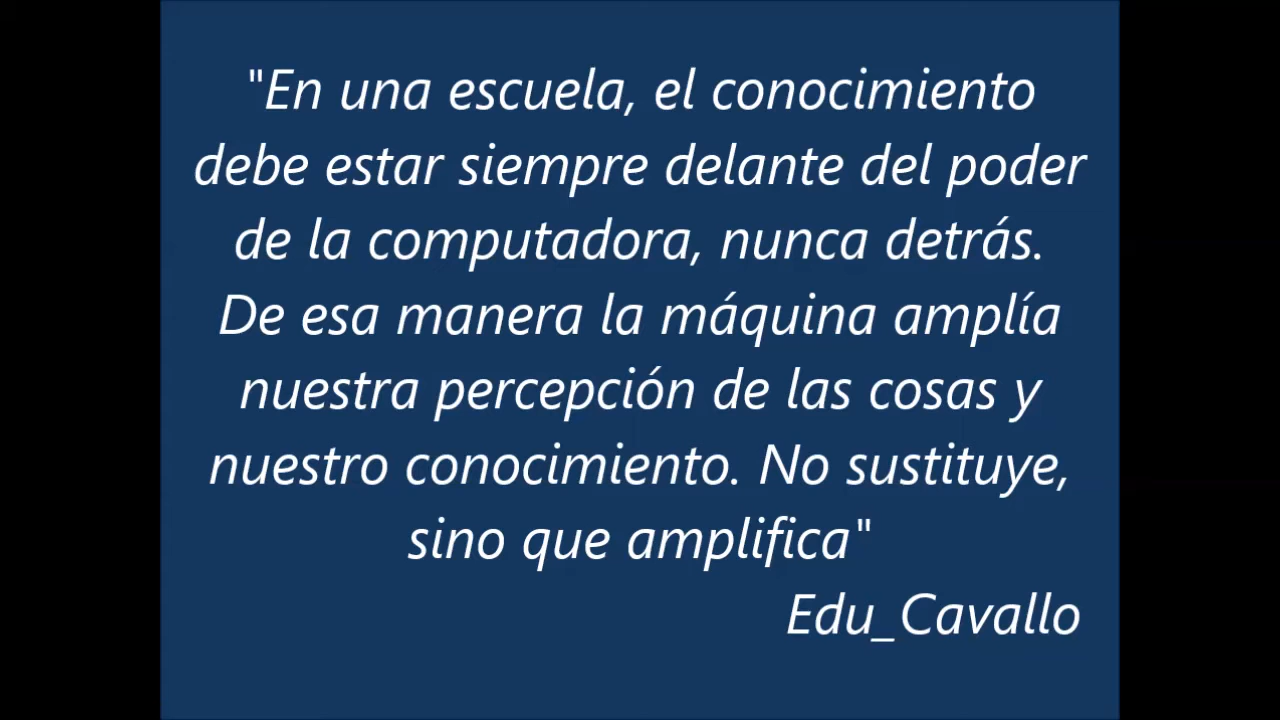 "En una escuela, el conocimiento
debe estar siempre delante del poder
de la computadora, nunca detrás.
De esa manera la máquina amplía
nuestra percepción de las cosas y
nuestro conocimiento. No sustituye,
sino que amplifica"
Edu_Cavallo